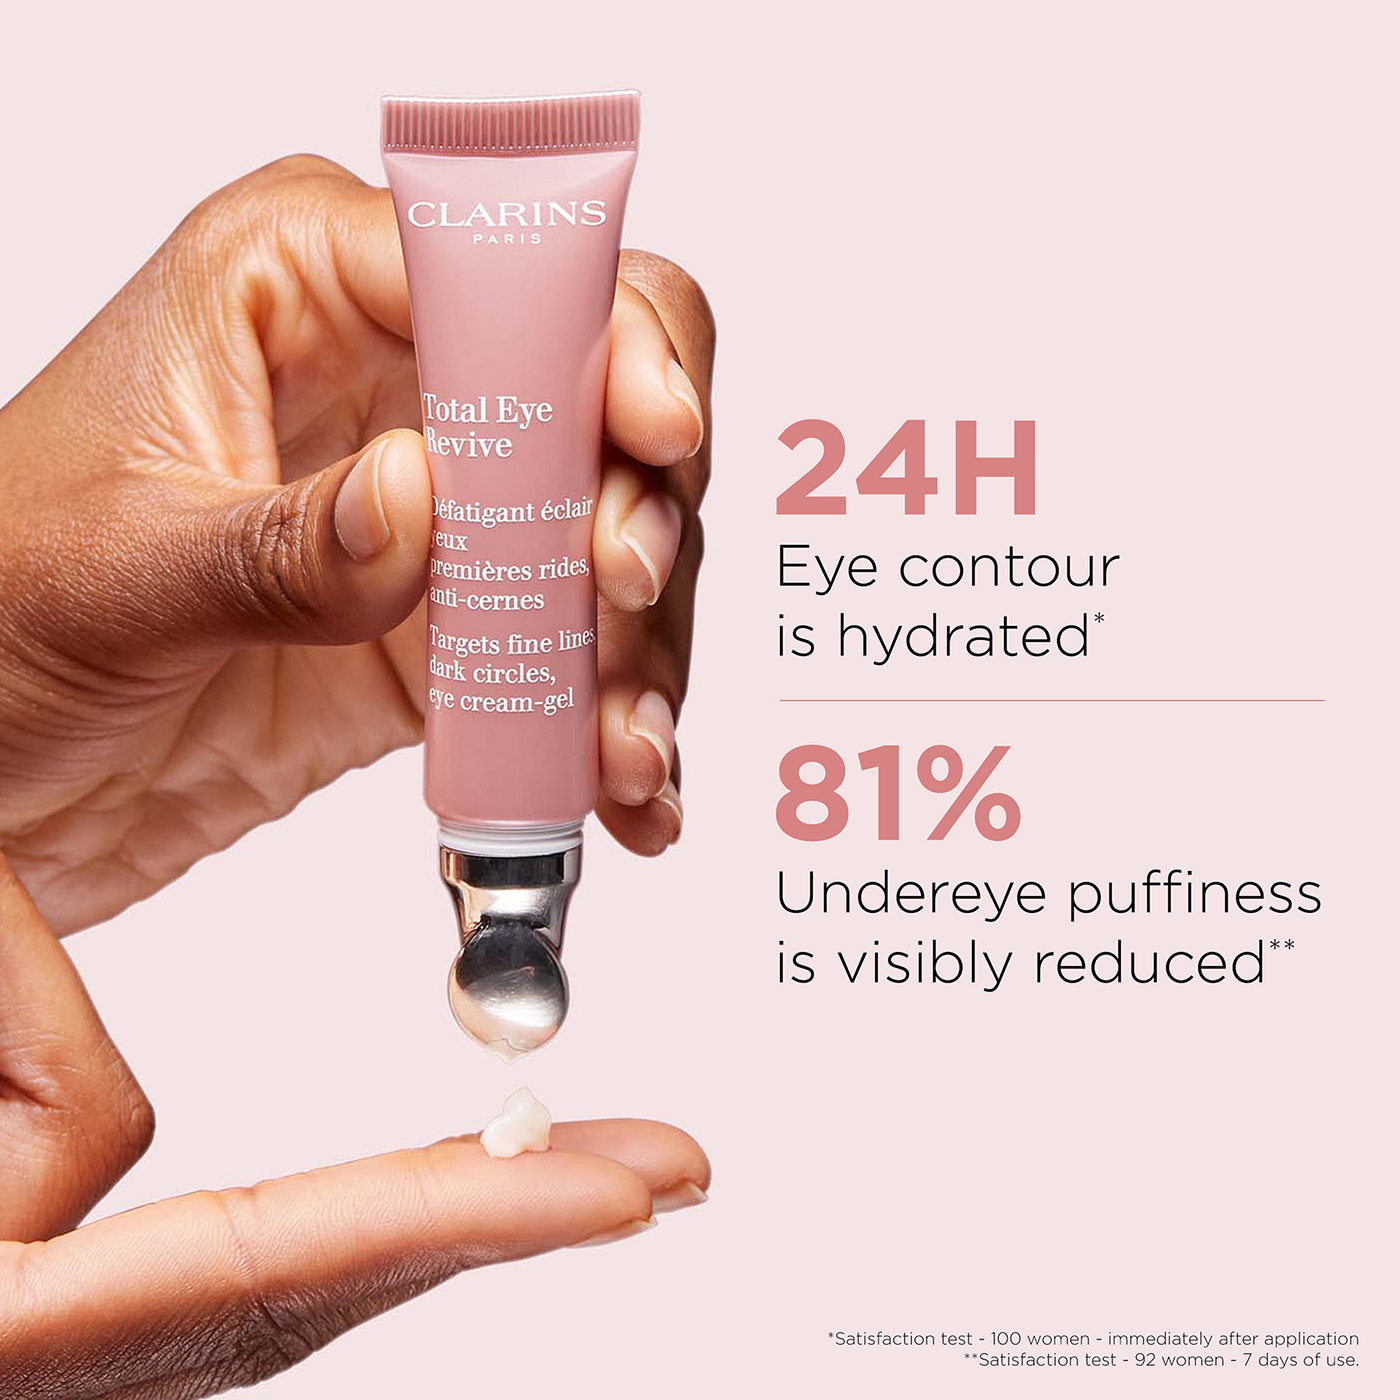 CLARINS
PARIS
Total Eye
Revive
Défatigant éclair
yeux
premières rides,
anti-cernes
Targets fine lines,
dark circles,
eye cream-gel
24H
Eye contour
is hydrated*
81%
Undereye puffiness
is visibly reduced**
*Satisfaction test - 100 women - immediately after application
**Satisfaction test - 92 women - 7 days of use.